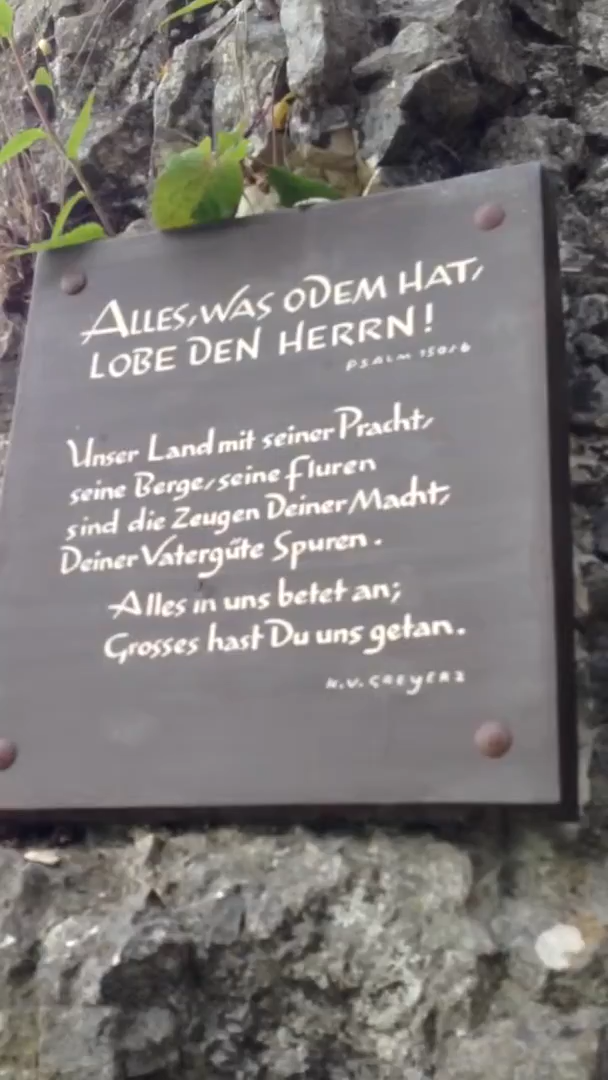 ALLES, WAS ODEM HAT,
LOBE DEN HERRN!
PSALM 150/6
Unser Land mit seiner Pracht,
seine Berge, seine Fluren
sind die Zeugen Deiner Macht,
Deiner Vatergüte Spuren.
Alles in uns betet an;
Grosses hast Du uns getan.
K.V. GREYERZ